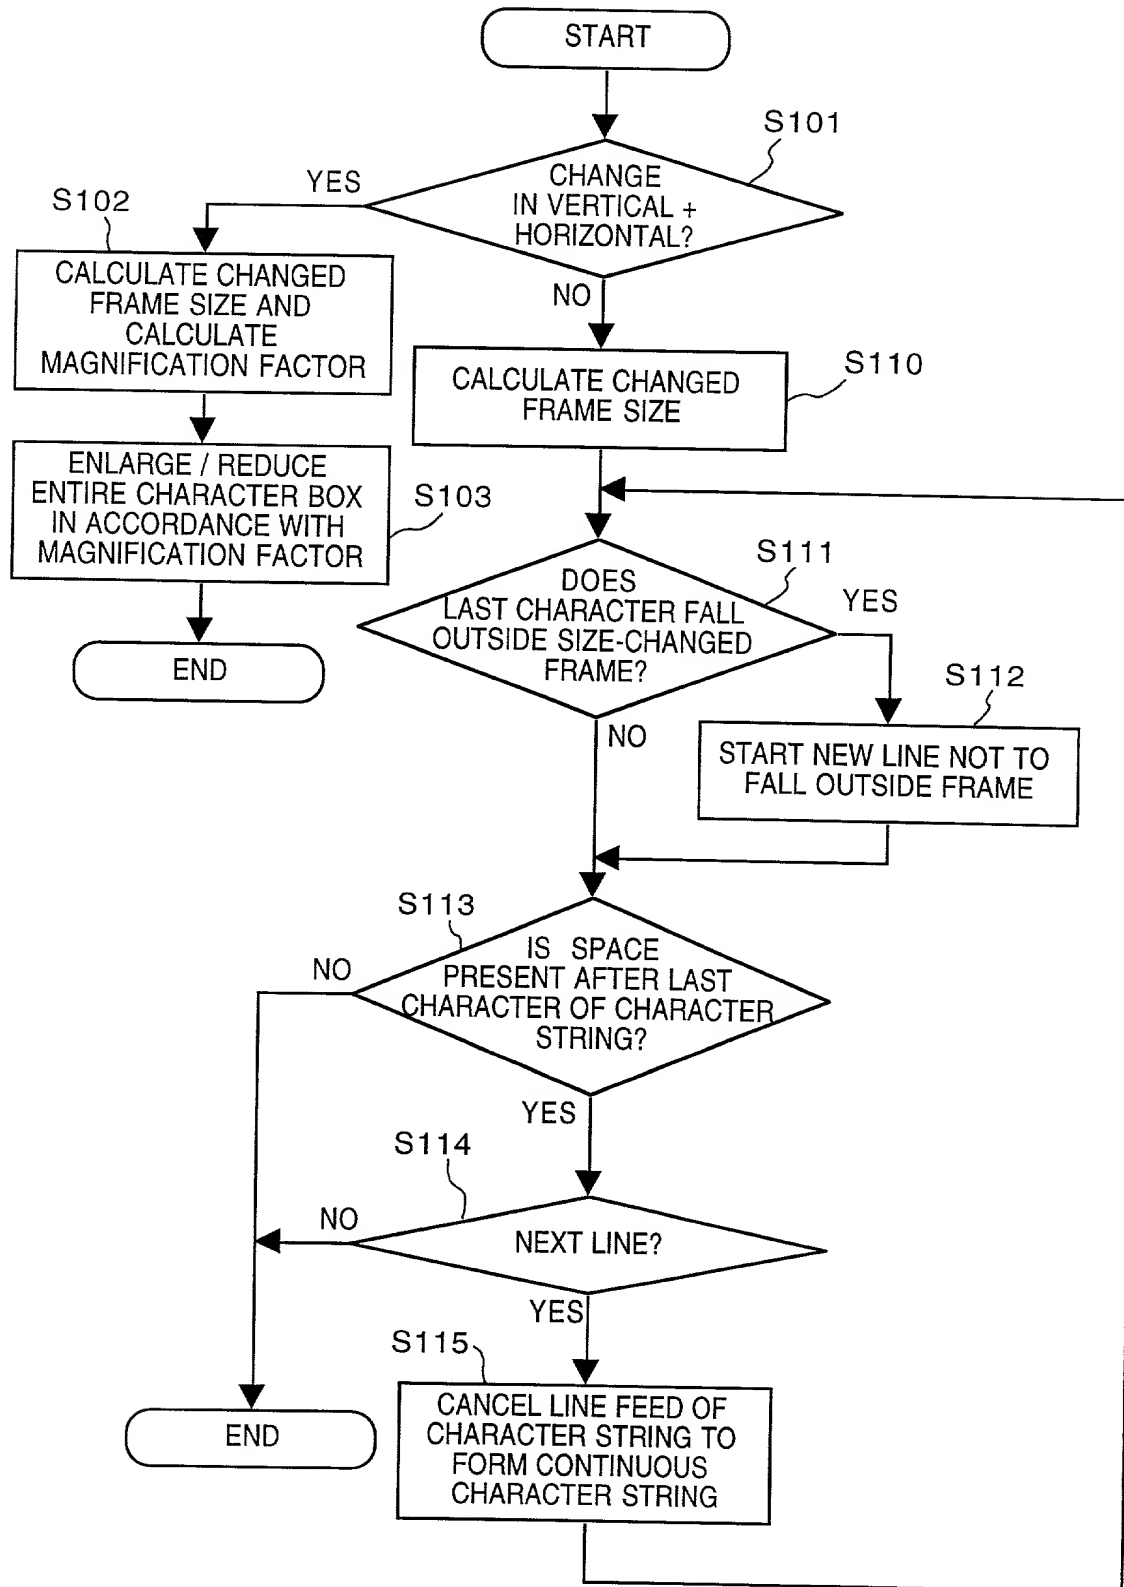 START
S101
CHANGE
IN VERTICAL +
HORIZONTAL?
YES
S102
CALCULATE CHANGED
FRAME SIZE AND
CALCULATE
MAGNIFICATION FACTOR
NO
S110
CALCULATE CHANGED
FRAME SIZE
ENLARGE / REDUCE
ENTIRE CHARACTER BOX
IN ACCORDANCE WITH
MAGNIFICATION FACTOR
S103
END
S111
DOES
LAST CHARACTER FALL
OUTSIDE SIZE-CHANGED
FRAME?
YES
S112
START NEW LINE NOT TO
FALL OUTSIDE FRAME
NO
S113
IS SPACE
PRESENT AFTER LAST
CHARACTER OF CHARACTER
STRING?
NO
YES
S114
NEXT LINE?
NO
YES
S115
CANCEL LINE FEED OF
CHARACTER STRING TO
FORM CONTINUOUS
CHARACTER STRING
END